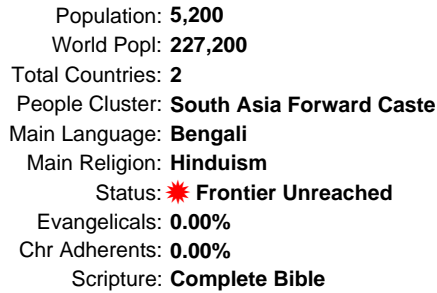 Population: 5,200
World Popl: 227,200
Total Countries: 2
People Cluster: South Asia Forward Caste
Main Language: Bengali
Main Religion: Hinduism
Status: Frontier Unreached
Evangelicals: 0.00%
Chr Adherents: 0.00%
Scripture: Complete Bible